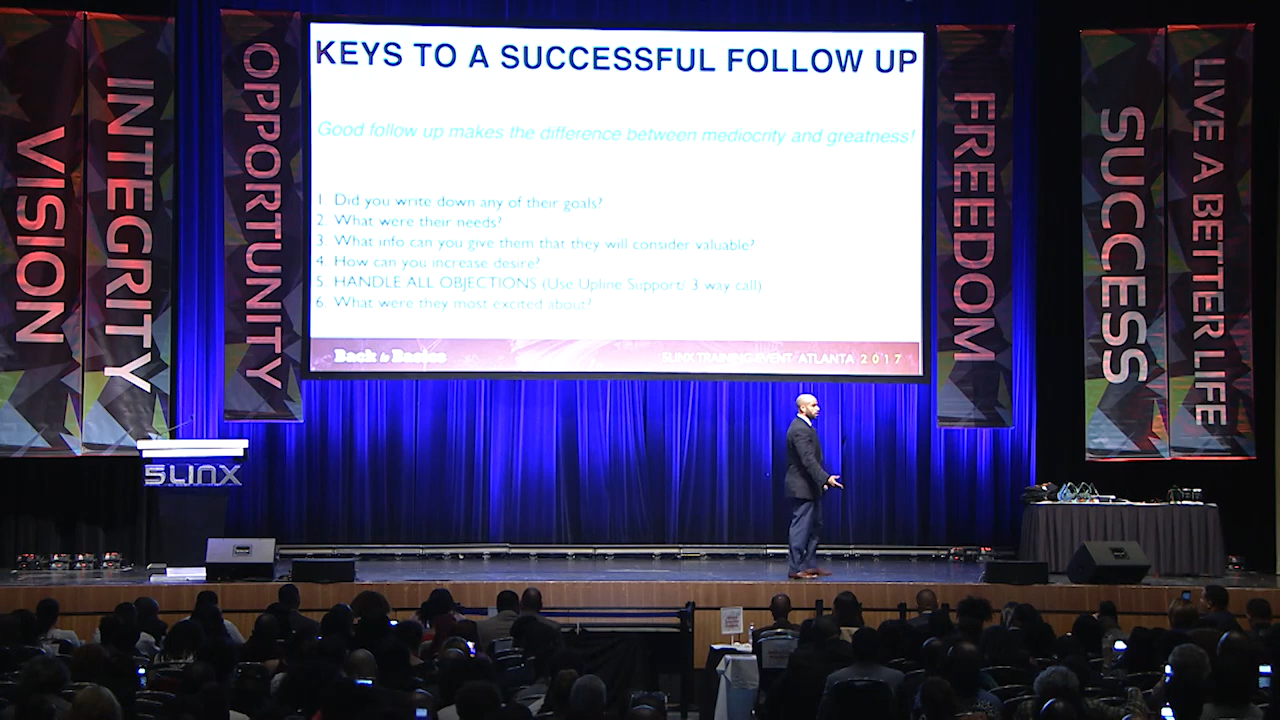 VISION
INTEGRITY
OPPORTUNITY
KEYS TO A SUCCESSFUL FOLLOW UP
Good follow up makes the difference between mediocrity and greatness!
1. Did you write down any of their goals?
2. What were their needs?
3. What info can you give them that they will consider valuable?
4. How can you increase desire?
5. HANDLE ALL OBJECTIONS (Use Upline Support/ 3 way call)
6. What were they most excited about?
Back to Basics
5LINX TRAINING EVENT ATLANTA 2017
FREEDOM
SUCCESS
LIVE A BETTER LIFE
5LINX